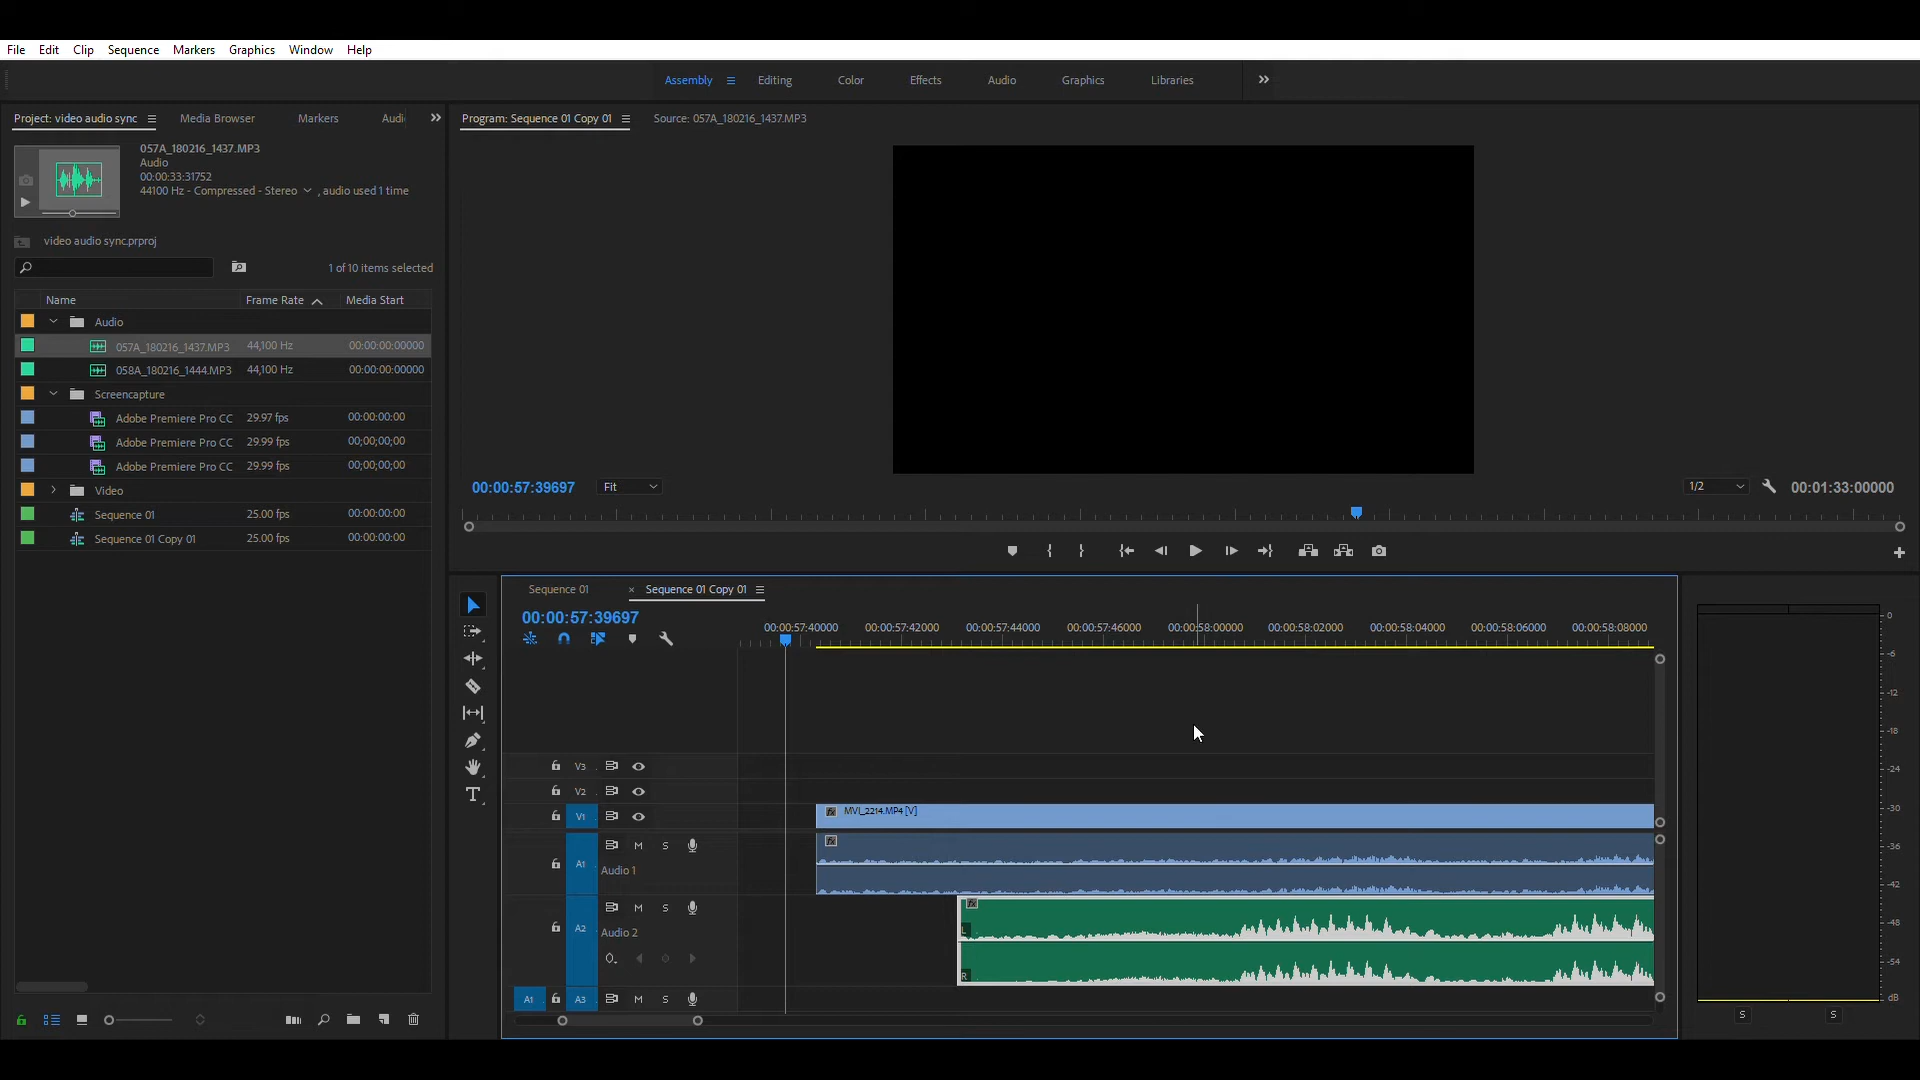 File Edit Clip Sequence Markers Graphics Window Help
Assembly Editing Color Effects Audio Graphics Libraries
Project: video audio sync Media Browser Markers Audi
057A_180216_1437.MP3
Audio
00:00:33:31752
44100 Hz - Compressed - Stereo , audio used 1 time
video audio sync.prproj
1 of 10 items selected
Name Frame Rate Media Start
Audio
057A_180216_1437.MP3 44,100 Hz 00:00:00:00000
058A_180216_1444.MP3 44,100 Hz 00:00:00:00000
Screencapture
Adobe Premiere Pro CC 29.97 fps 00:00:00:00
Adobe Premiere Pro CC 29.99 fps 00;00;00;00
Adobe Premiere Pro CC 29.99 fps 00;00;00;00
Video
Sequence 01 25.00 fps 00:00:00:00
Sequence 01 Copy 01 25.00 fps 00:00:00:00
Program: Sequence 01 Copy 01 Source: 057A_180216_1437.MP3
00:00:57:39697 Fit 1/2 00:01:33:00000
Sequence 01 × Sequence 01 Copy 01
00:00:57:39697
00:00:57:40000 00:00:57:42000 00:00:57:44000 00:00:57:46000 00:00:58:00000 00:00:58:02000 00:00:58:04000 00:00:58:06000 00:00:58:08000
V3
V2
V1 fx MVI_2214.MP4 [V]
A1 M S fx
Audio 1
A2 M S fx
Audio 2
L
R
A1 A3 M S
0
-6
-12
-18
-24
-30
-36
-42
-48
-54
dB
S S